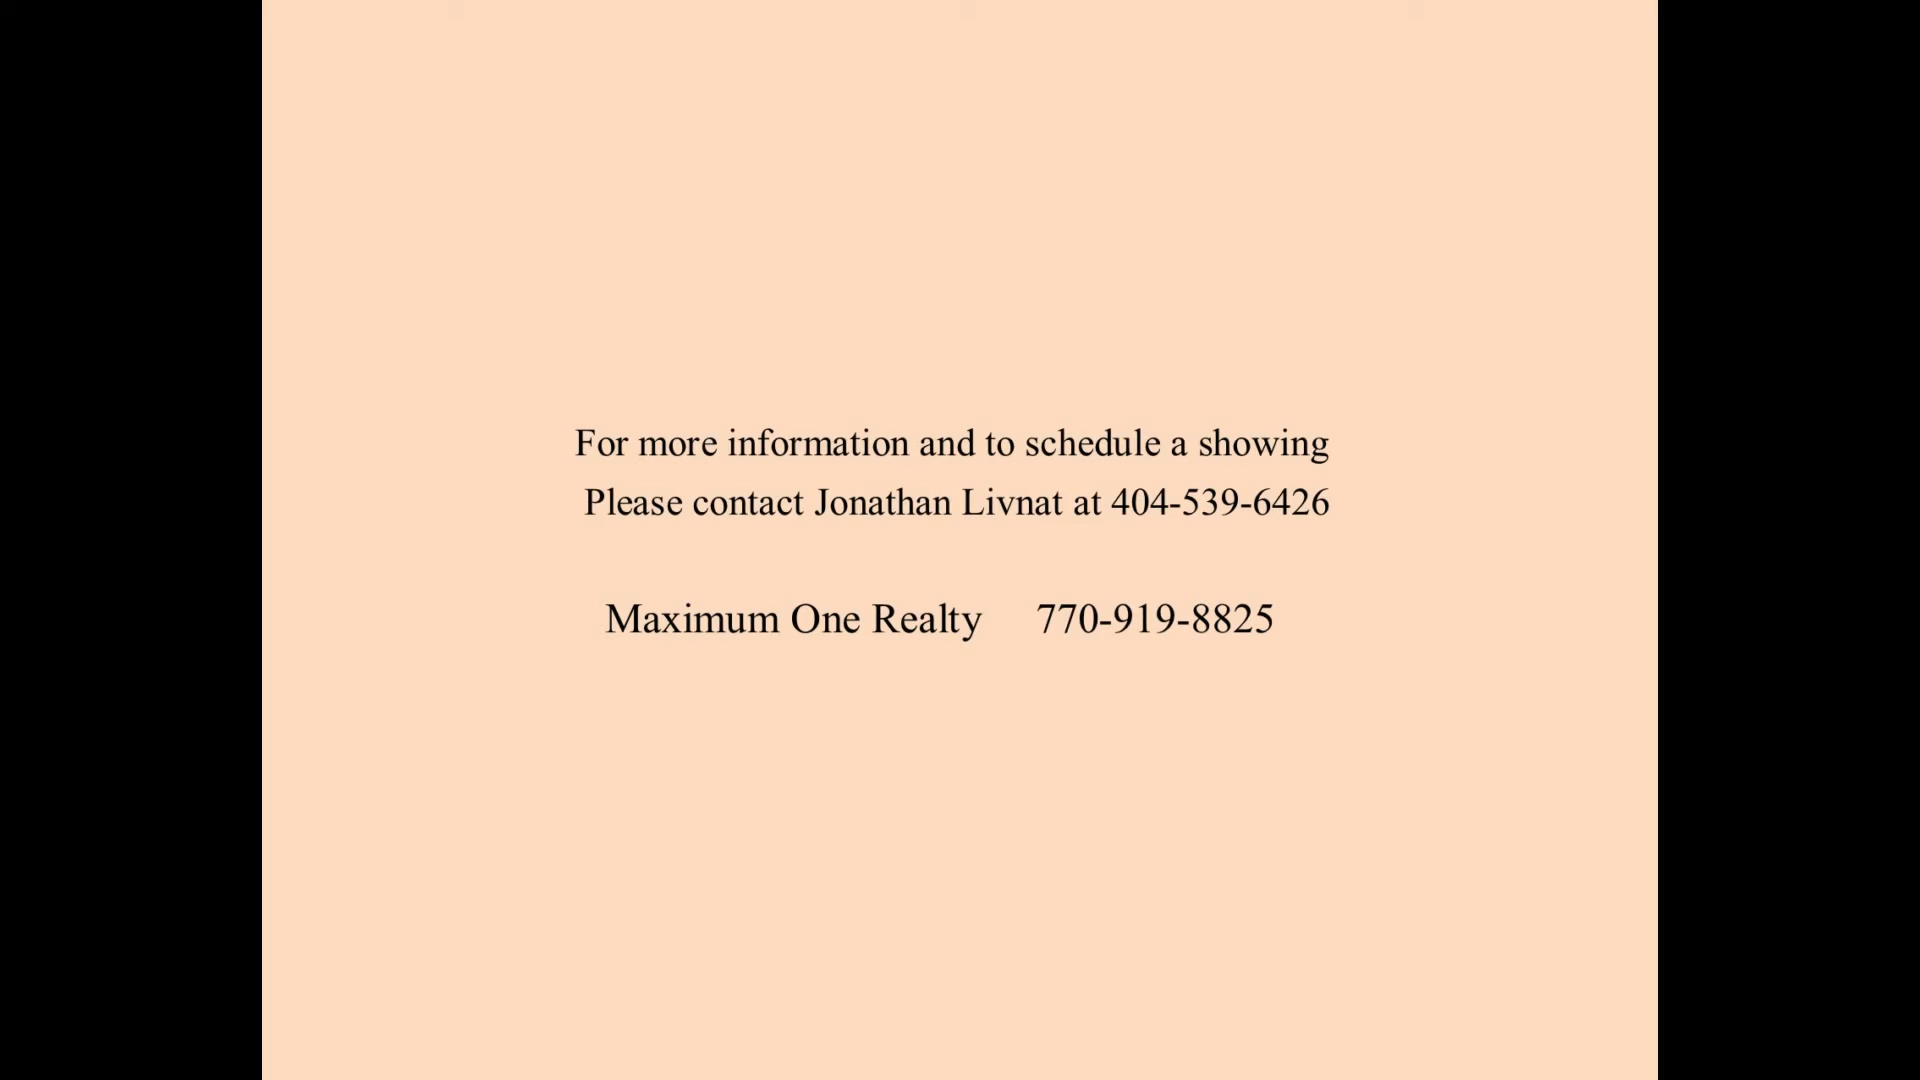 For more information and to schedule a showing
Please contact Jonathan Livnat at 404-539-6426
Maximum One Realty 770-919-8825